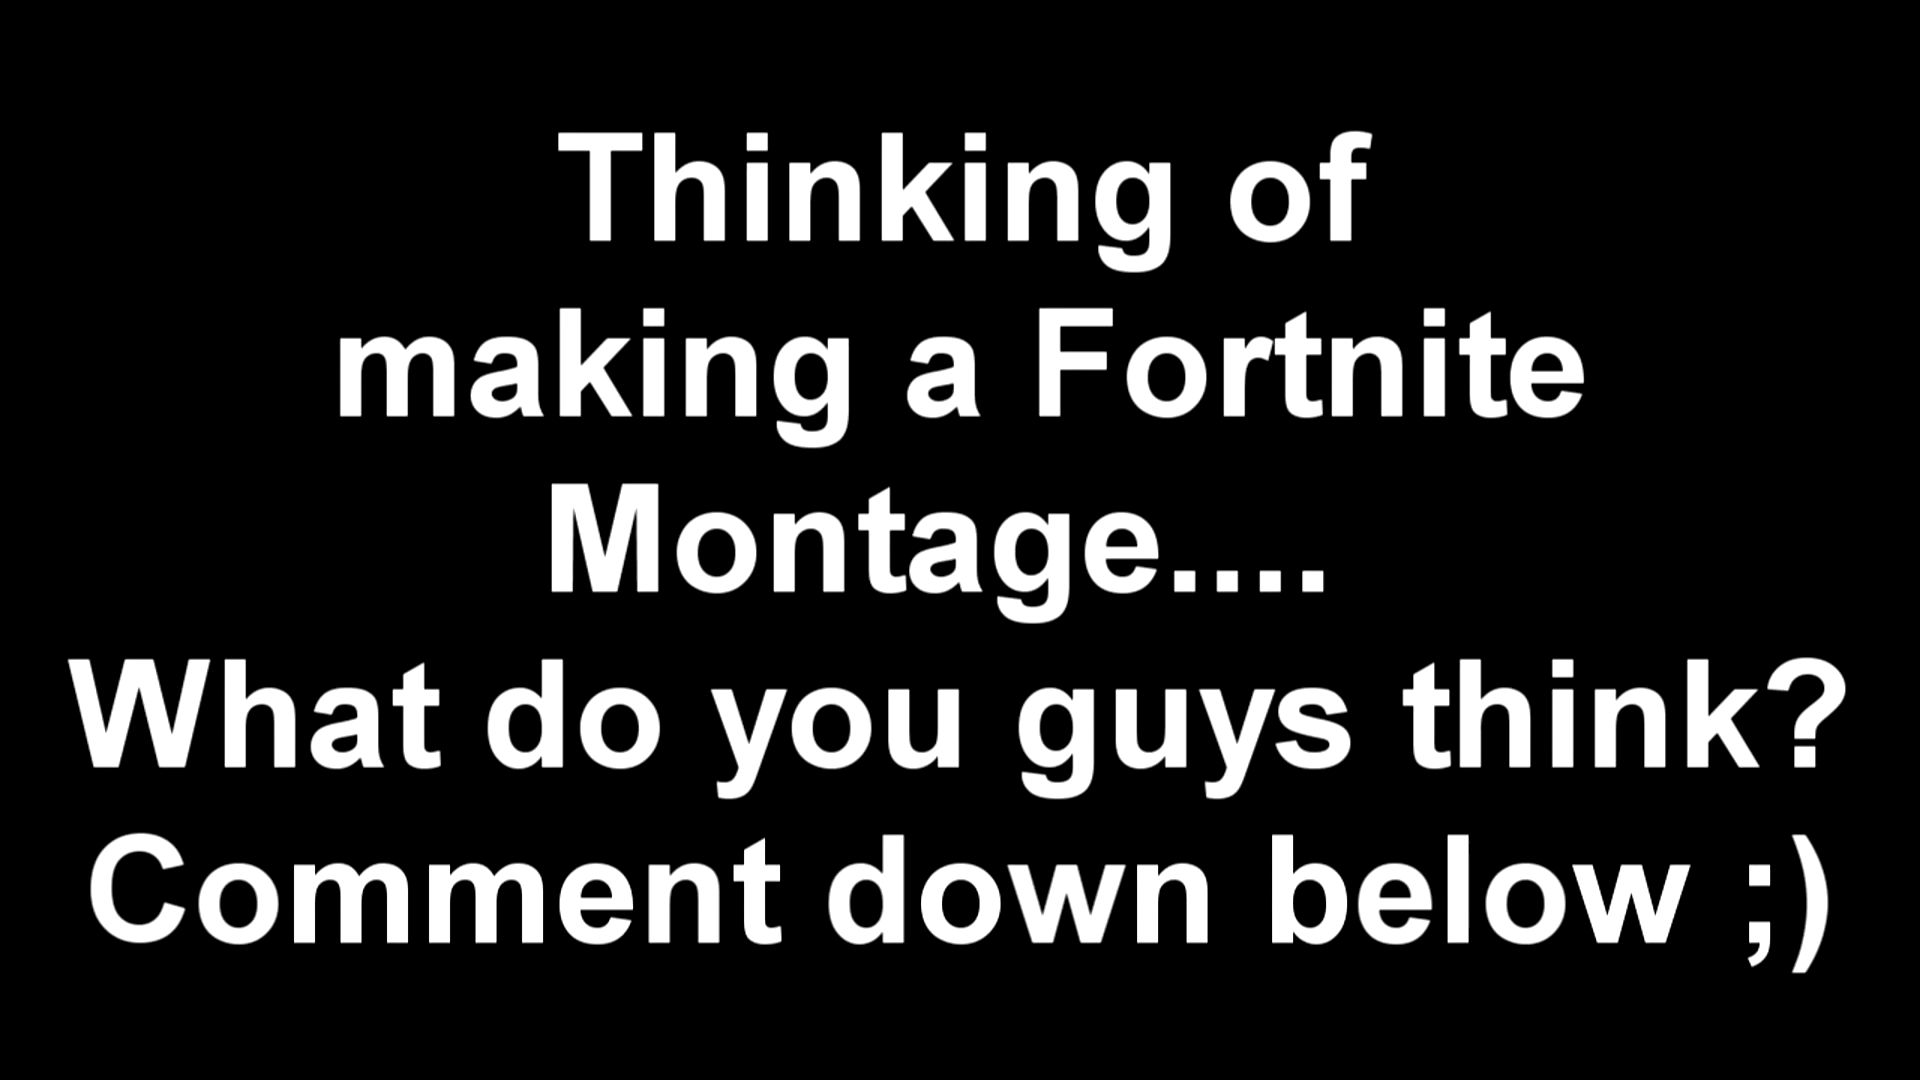 Thinking of
making a Fortnite
Montage....
What do you guys think?
Comment down below ;)